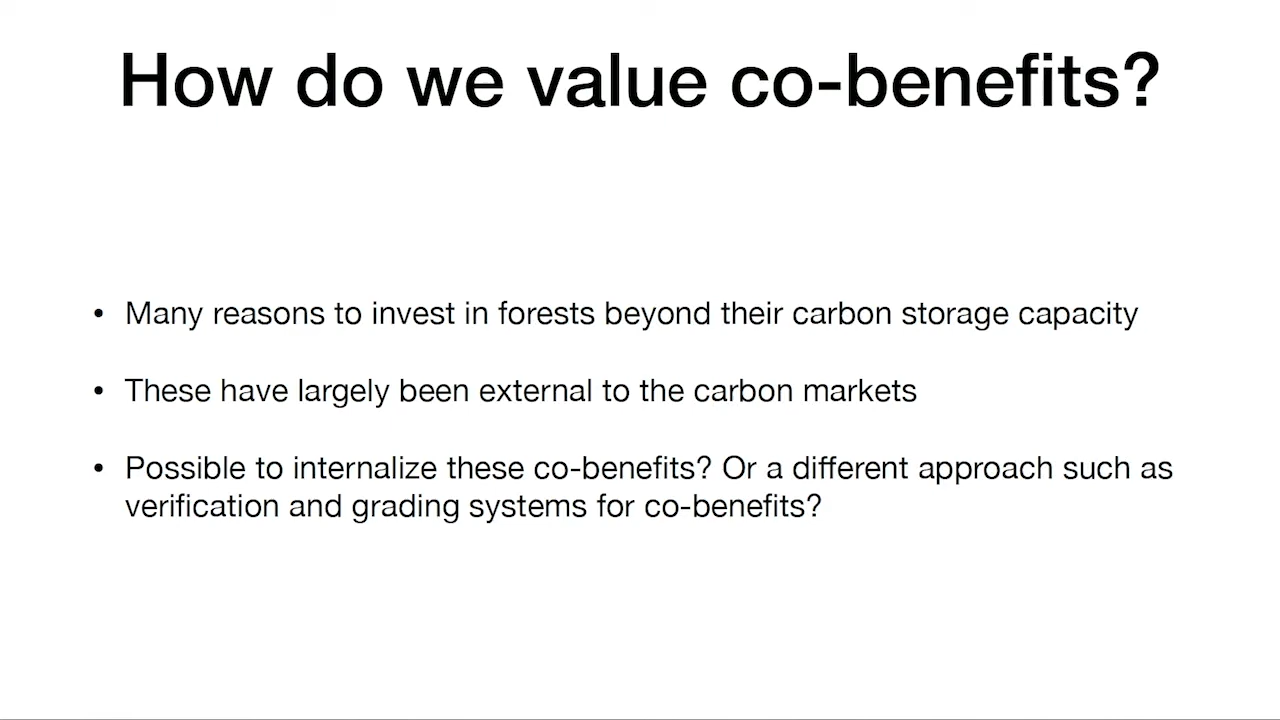 How do we value co-benefits?
• Many reasons to invest in forests beyond their carbon storage capacity
• These have largely been external to the carbon markets
• Possible to internalize these co-benefits? Or a different approach such as
verification and grading systems for co-benefits?